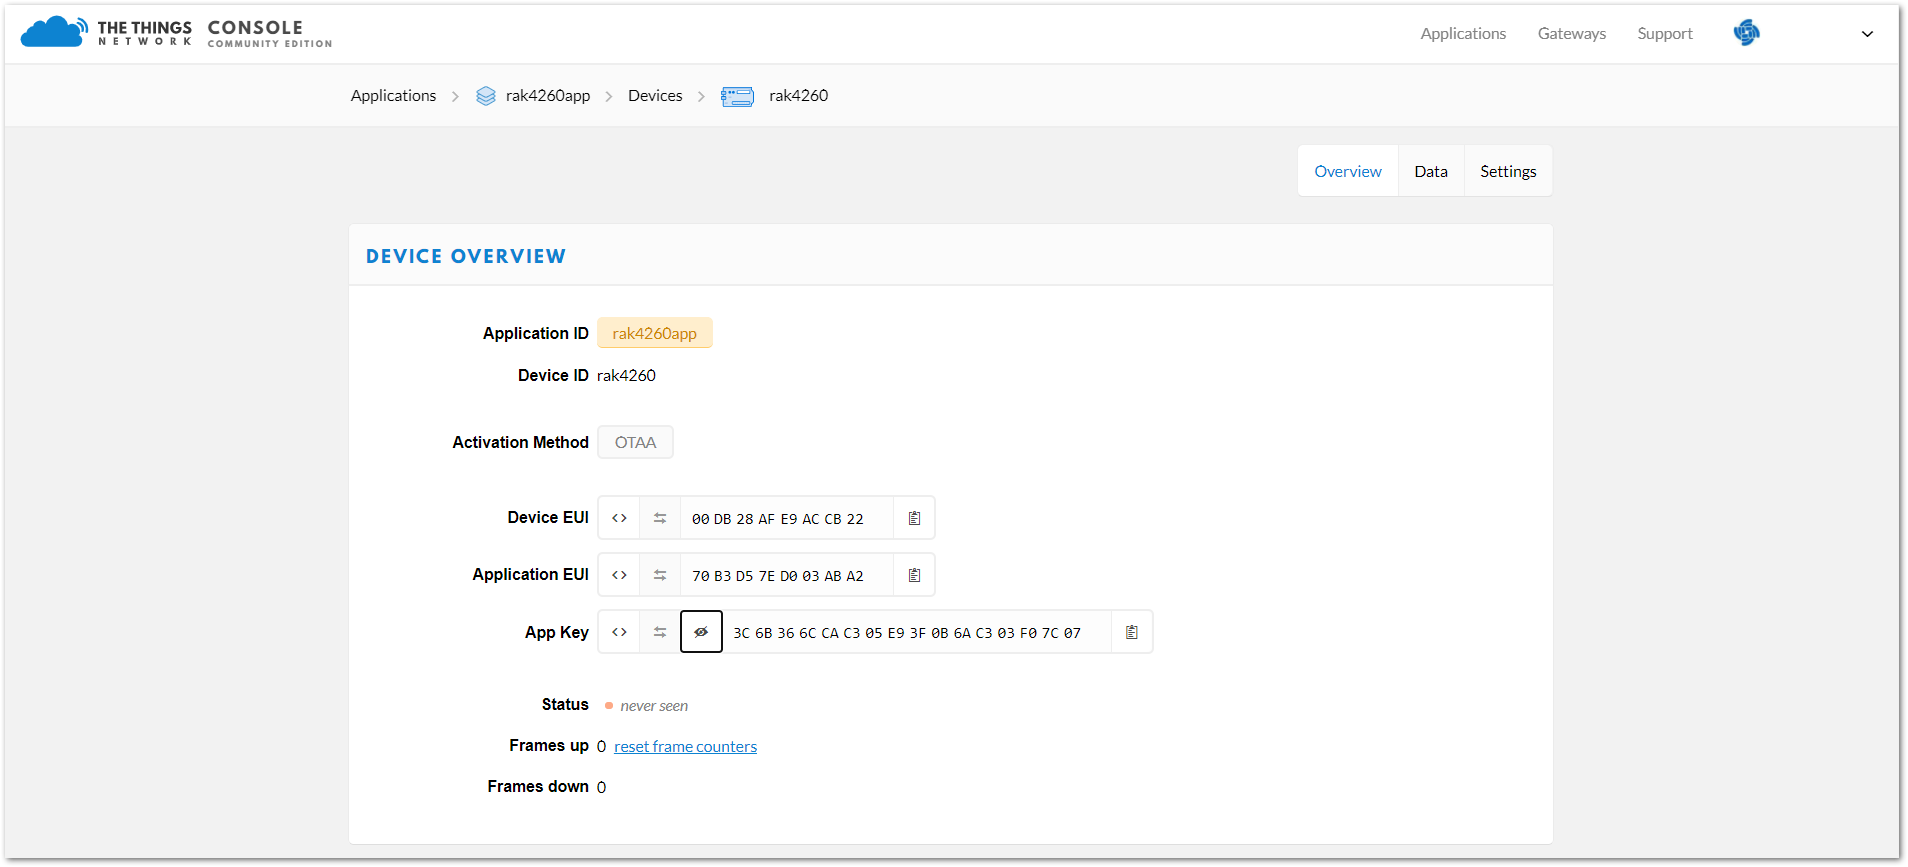 THE THINGS NETWORK CONSOLE COMMUNITY EDITION
Applications Gateways Support
Applications > rak4260app > Devices > rak4260
Overview Data Settings
DEVICE OVERVIEW
Application ID rak4260app
Device ID rak4260
Activation Method OTAA
Device EUI <> 00 DB 28 AF E9 AC CB 22
Application EUI <> 70 B3 D5 7E D0 03 AB A2
App Key <> 3C 6B 36 6C CA C3 05 E9 3F 0B 6A C3 03 F0 7C 07
Status never seen
Frames up 0 reset frame counters
Frames down 0